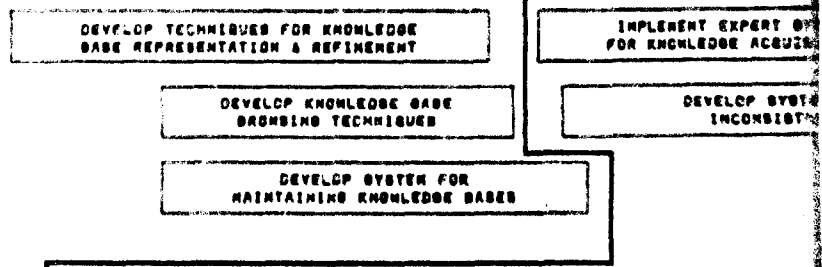 DEVELOP TECHNIQUES FOR KNOWLEDGE
BASE REPRESENTATION & REFINEMENT
IMPLEMENT EXPERT
FOR KNOWLEDGE
DEVELOP KNOWLEDGE BASE
BROWSING TECHNIQUES
DEVELOP
DEVELOP SYSTEM FOR
MAINTAINING KNOWLEDGE BASES